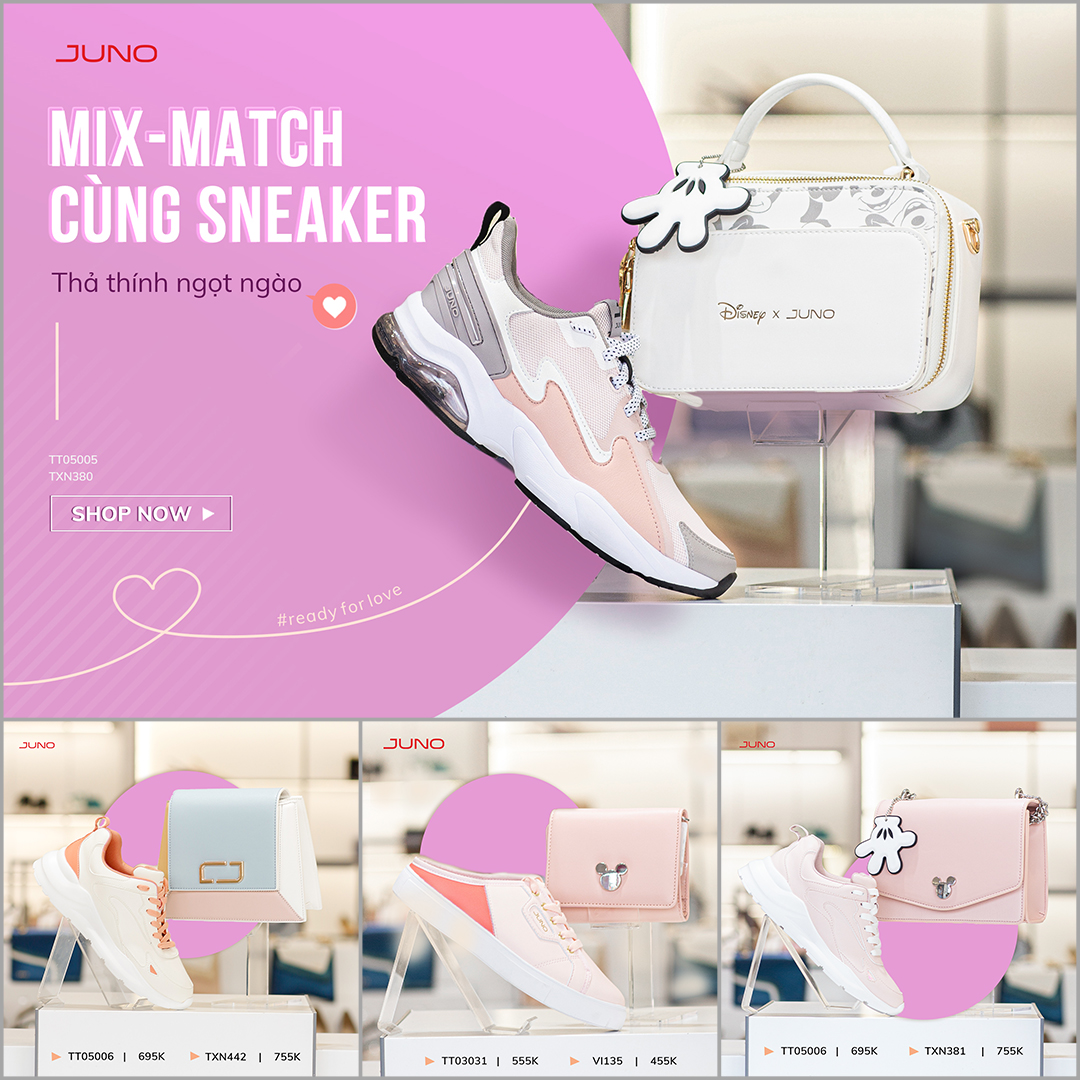 JUNO
MIX-MATCH
CÙNG SNEAKER
Thả thính ngọt ngào
JUNO
Disney x JUNO
TT05005
TXN380
SHOP NOW
#ready for love
JUNO
TT05006 | 695K TXN442 | 755K
JUNO
TT03031 | 555K VI135 | 455K
JUNO
TT05006 | 695K TXN381 | 755K